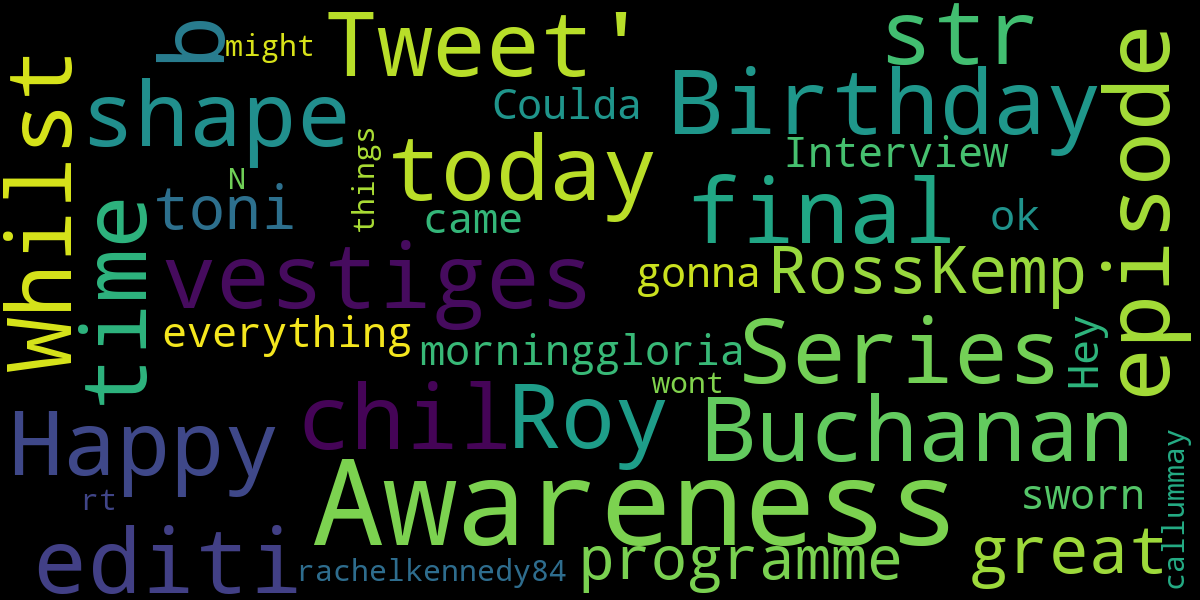 Whilst
b
might
Tweet'
str
episode
shape
Coulda
Birthday
today
Interview
things
N
toni
came
final
ok
time
vestiges
gonna
RossKemp
everything
morninggloria
Series
Hey
wont
chil
Roy
Buchanan
Happy
rt
Awareness
sworn
callummay
editi
rachelkennedy84
programme
great